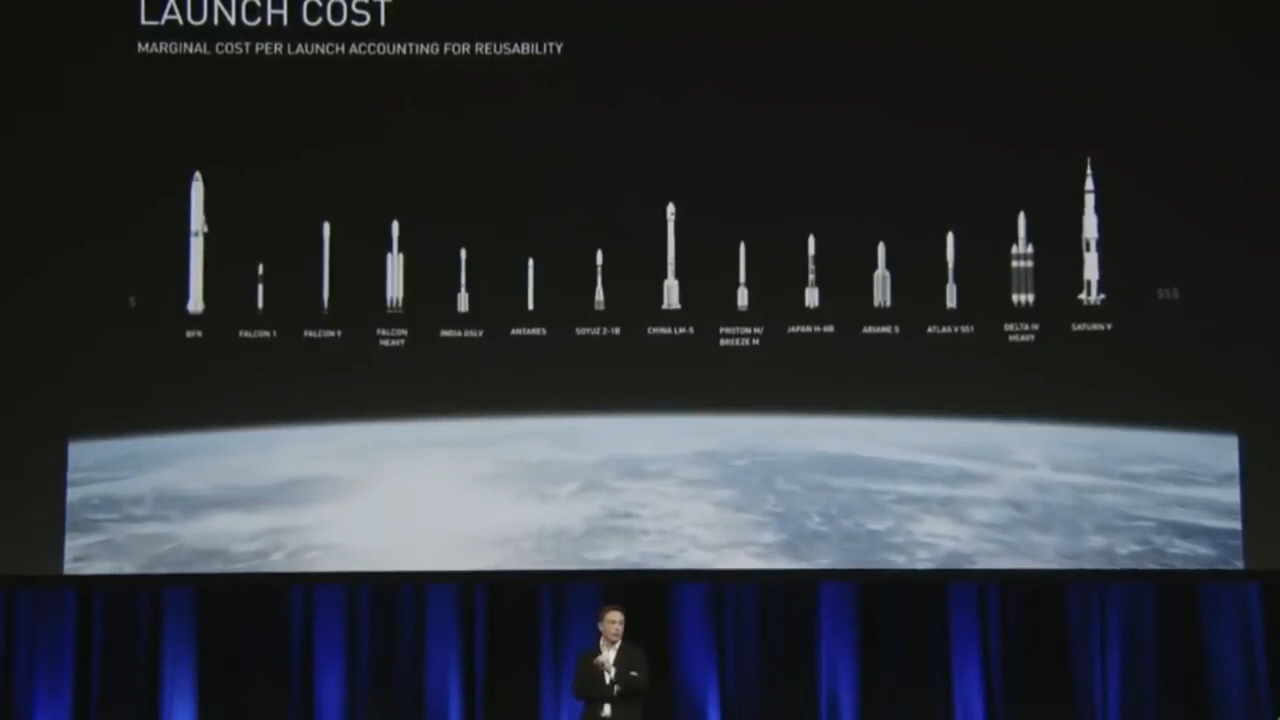 LAUNCH COST
MARGINAL COST PER LAUNCH ACCOUNTING FOR REUSABILITY
$
$$$
BFR
FALCON 1
FALCON 9
FALCON
HEAVY
INDIA GSLV
ANTARES
SOYUZ 2-1B
CHINA LM-5
PROTON M/
BREEZE M
JAPAN H-IIB
ARIANE 5
ATLAS V 551
DELTA IV
HEAVY
SATURN V